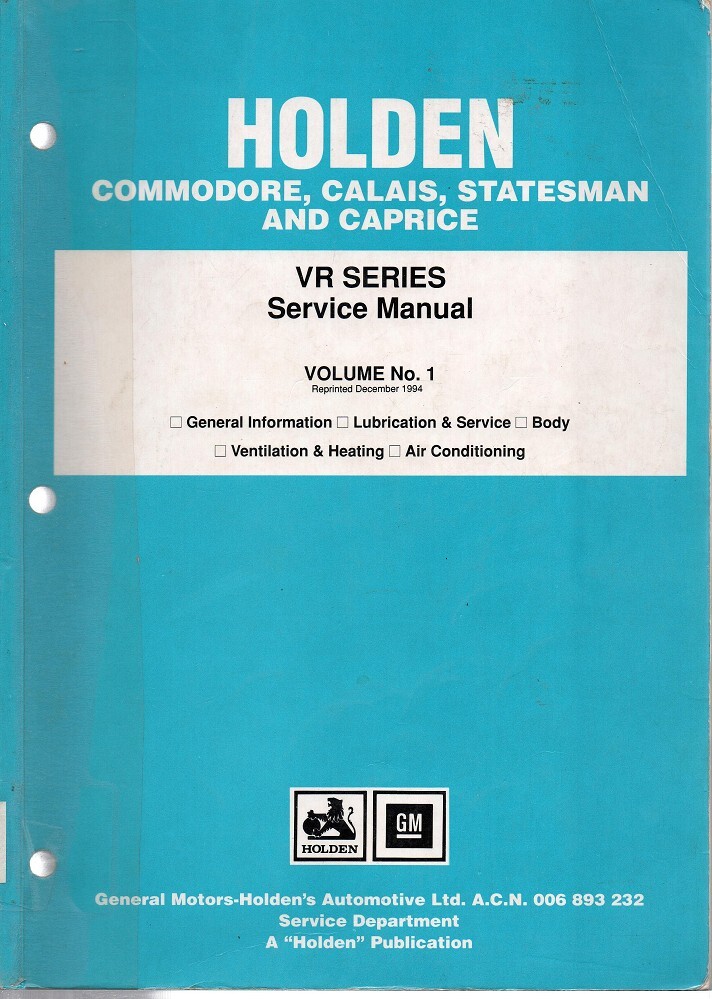 HOLDEN
COMMODORE, CALAIS, STATESMAN
AND CAPRICE
VR SERIES
Service Manual
VOLUME No. 1
Reprinted December 1994
□ General Information □ Lubrication & Service □ Body
□ Ventilation & Heating □ Air Conditioning
HOLDEN GM
General Motors-Holden's Automotive Ltd. A.C.N. 006 893 232
Service Department
A “Holden” Publication